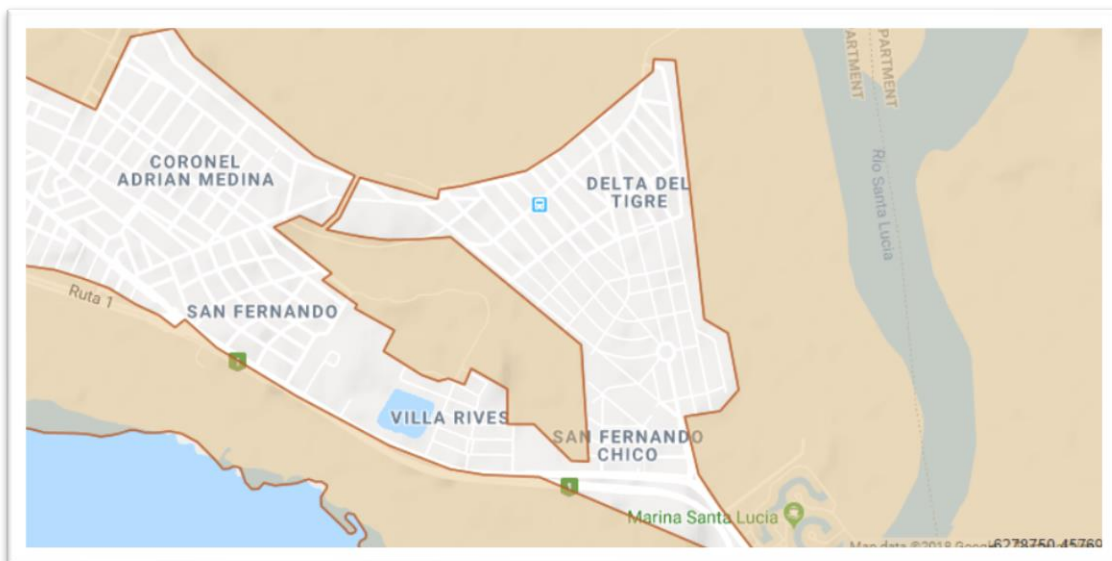 PARTMENT
ARTMENT
CORONEL
ADRIAN MEDINA
DELTA DEL
TIGRE
Río Santa Lucía
Ruta 1
SAN FERNANDO
VILLA RIVES
SAN FERNANDO
CHICO
1
Marina Santa Lucía
Map data ©2018 Google
-6278750.45769